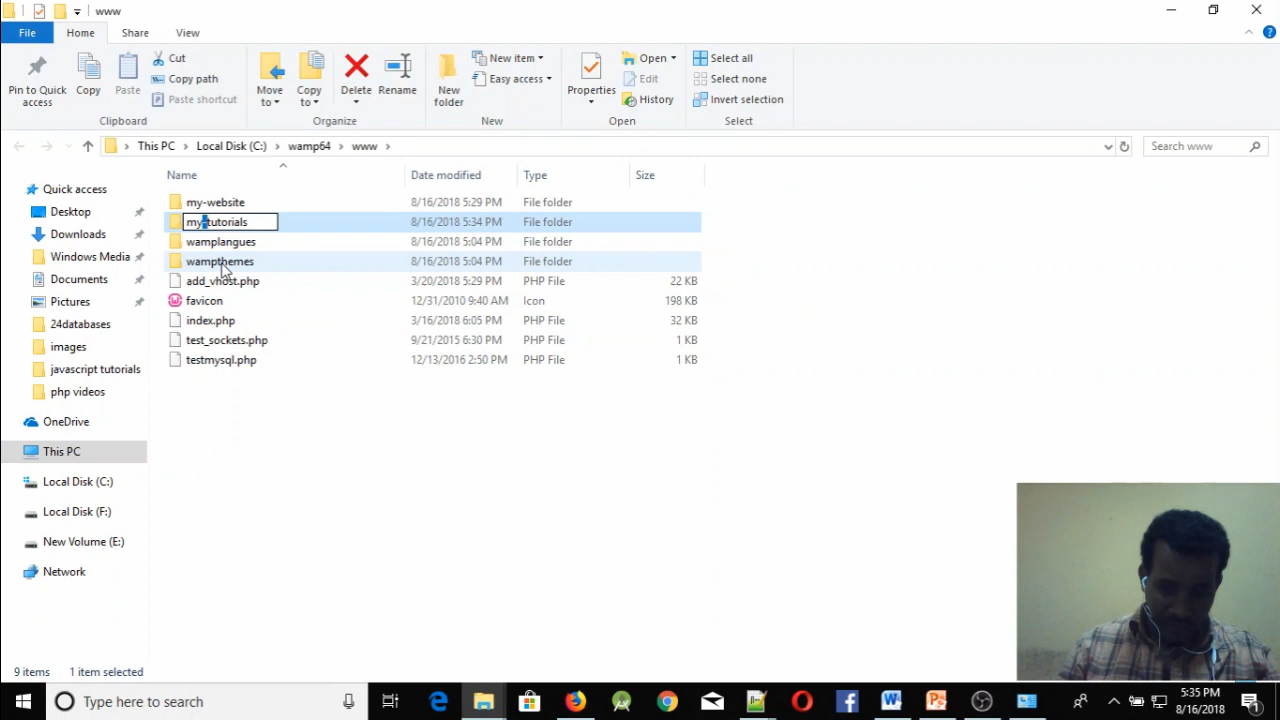 www
File Home Share View
Pin to Quick access
Copy
Paste
Cut
Copy path
Paste shortcut
Clipboard
Move to
Copy to
Delete
Rename
Organize
New folder
New item
Easy access
New
Properties
Open
Edit
History
Open
Select all
Select none
Invert selection
Select
This PC Local Disk (C:) wamp64 www
Search www
Name Date modified Type Size
my-website 8/16/2018 5:29 PM File folder
my-tutorials 8/16/2018 5:34 PM File folder
wamplangues 8/16/2018 5:04 PM File folder
wampthemes 8/16/2018 5:04 PM File folder
add_vhost.php 3/20/2018 5:29 PM PHP File 22 KB
favicon 12/31/2010 9:40 AM Icon 198 KB
index.php 3/16/2018 6:05 PM PHP File 32 KB
test_sockets.php 9/21/2015 6:30 PM PHP File 1 KB
testmysql.php 12/13/2016 2:50 PM PHP File 1 KB
Quick access
Desktop
Downloads
Windows Media
Documents
Pictures
24databases
images
javascript tutorials
php videos
OneDrive
This PC
Local Disk (C:)
Local Disk (F:)
New Volume (E:)
Network
9 items 1 item selected
Type here to search
5:35 PM
8/16/2018